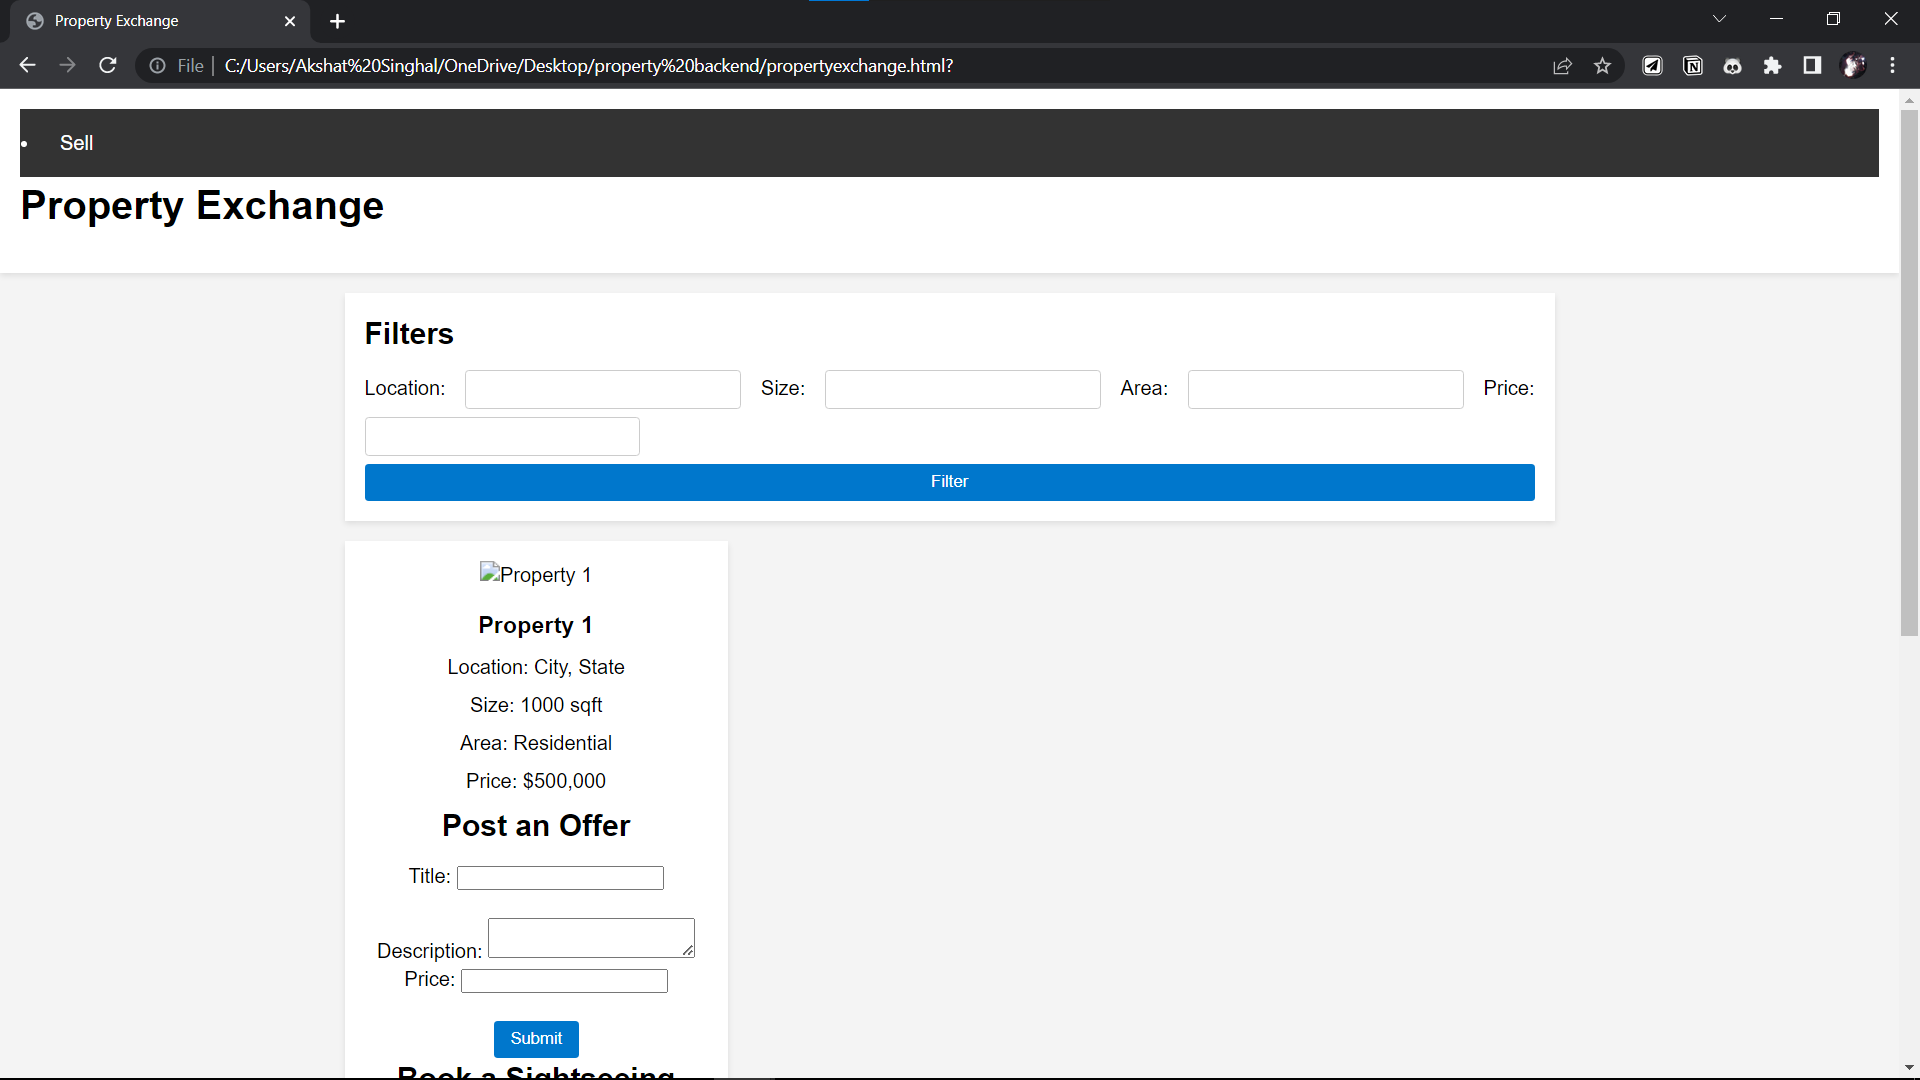 Property Exchange
File
C:/Users/Akshat%20Singhal/OneDrive/Desktop/property%20backend/propertyexchange.html?
Sell
Property Exchange
Filters
Location: Size: Area: Price:
Filter
Property 1
Property 1
Location: City, State
Size: 1000 sqft
Area: Residential
Price: $500,000
Post an Offer
Title:
Description:
Price:
Submit
Book a Sightseeing